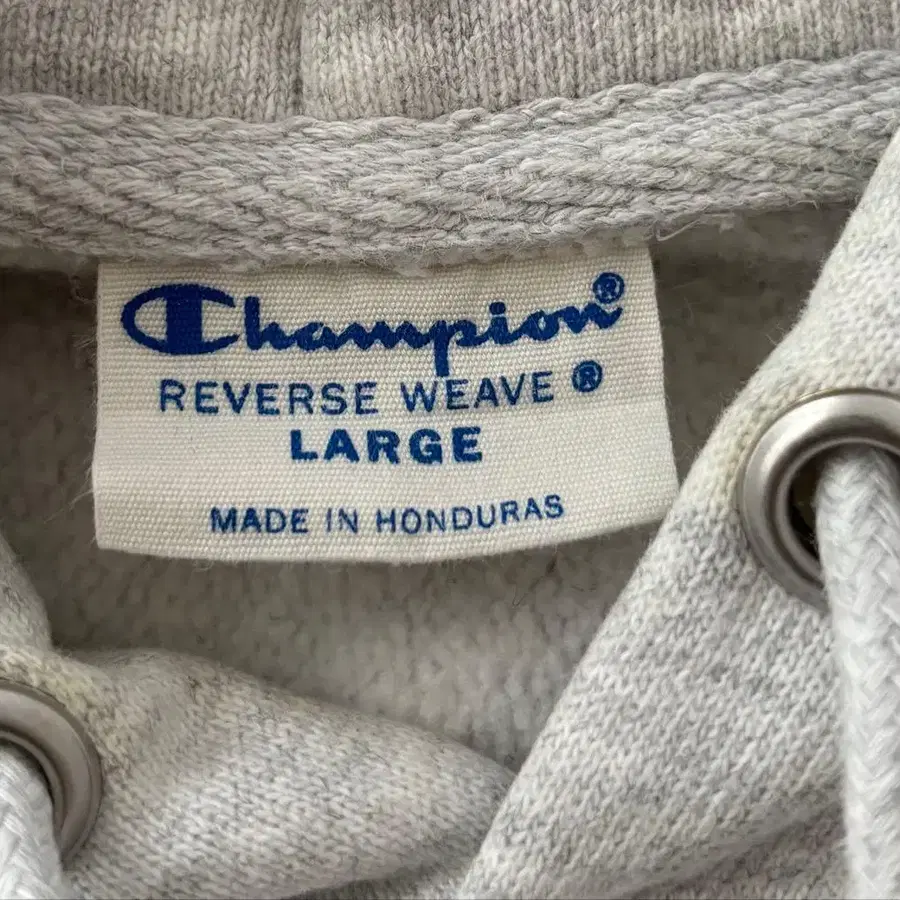 Champion®
REVERSE WEAVE ®
LARGE
MADE IN HONDURAS